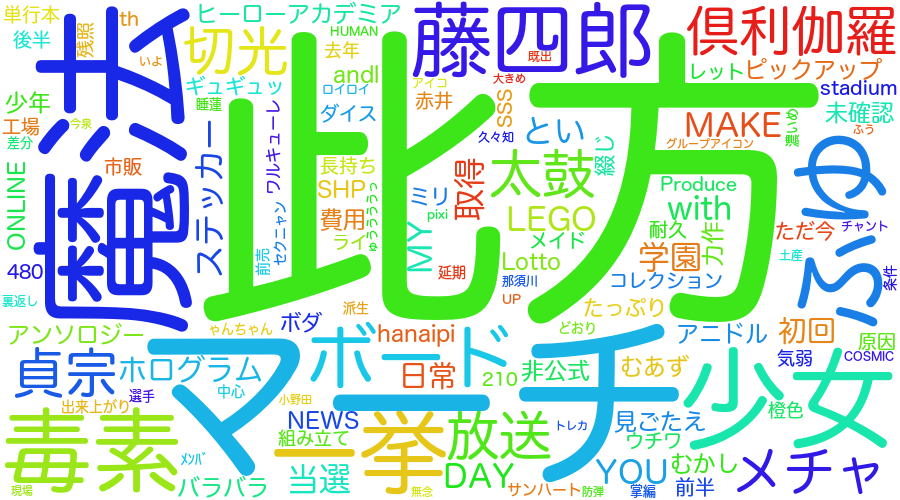 単行本
th
ヒーローアカデミア
藤四郎
倶利伽羅
後半
残照
HUMAN
切光
去年
既出
いよ
andl
レット
ピックアップ
魔法
ギュギュッ
ロイロイ
アイコ
大きめ
stadium
少年
睡蓮
ダイス
赤井
SSS
未確認
工場
今泉
差分
ステッカー
ワルキューレ
此方
久々知
とい
綴じ
MAKE
ふう
グループアイコン
市販
長持ち
太鼓
SHP
ミリ
取得
Produce
ふゆ
ONLINE
費用
pixi
LEGO
with
MY
メイド
耐久
力作
ただ今
チャント
ライ
学園
セクニャン
前売
Lotto
土産
480
延期
那須川
コレクション
条件
裏返し
UP
たっぷり
派生
アンソロジー
ゃんちゃん
ボダ
hanaipi
どおり
アニドル
初回
原因
貞宗
ホログラム
マーチ
ボード
日常
非公式
むあず
気弱
COSMIC
210
選手
中心
出来上がり
小野田
少女
橙色
毒素
NEWS
一挙
放送
トレカ
見ごたえ
組み立て
ウチワ
ﾒﾝﾊﾞ
当選
DAY
YOU
むかし
メチャ
バラバラ
現場
無念
サンハート
防弾
掌編
前半